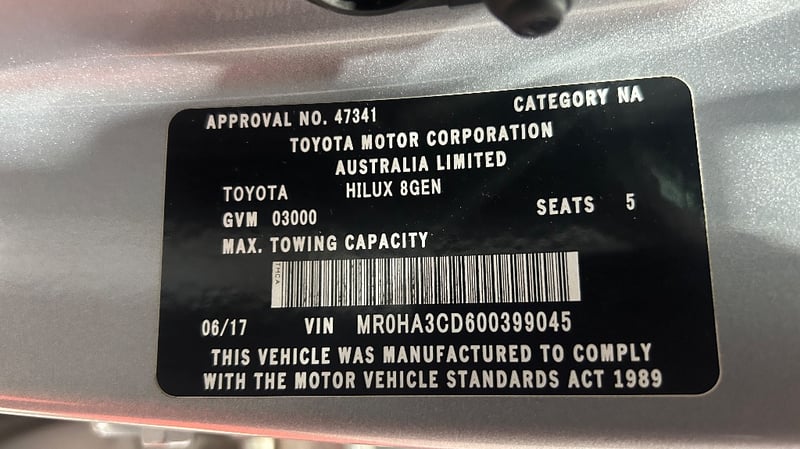 APPROVAL NO. 47341 CATEGORY NA
TOYOTA MOTOR CORPORATION
AUSTRALIA LIMITED
TOYOTA HILUX 8GEN
GVM 03000 SEATS 5
MAX. TOWING CAPACITY
TMCA
06/17 VIN MR0HA3CD600399045
THIS VEHICLE WAS MANUFACTURED TO COMPLY
WITH THE MOTOR VEHICLE STANDARDS ACT 1989